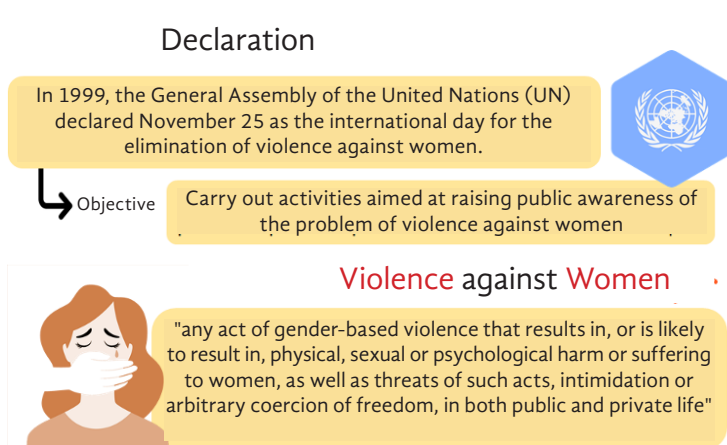 Declaration
In 1999, the General Assembly of the United Nations (UN)
declared November 25 as the international day for the
elimination of violence against women.
Objective
Carry out activities aimed at raising public awareness of
the problem of violence against women
Violence against Women
"any act of gender-based violence that results in, or is likely
to result in, physical, sexual or psychological harm or suffering
to women, as well as threats of such acts, intimidation or
arbitrary coercion of freedom, in both public and private life"